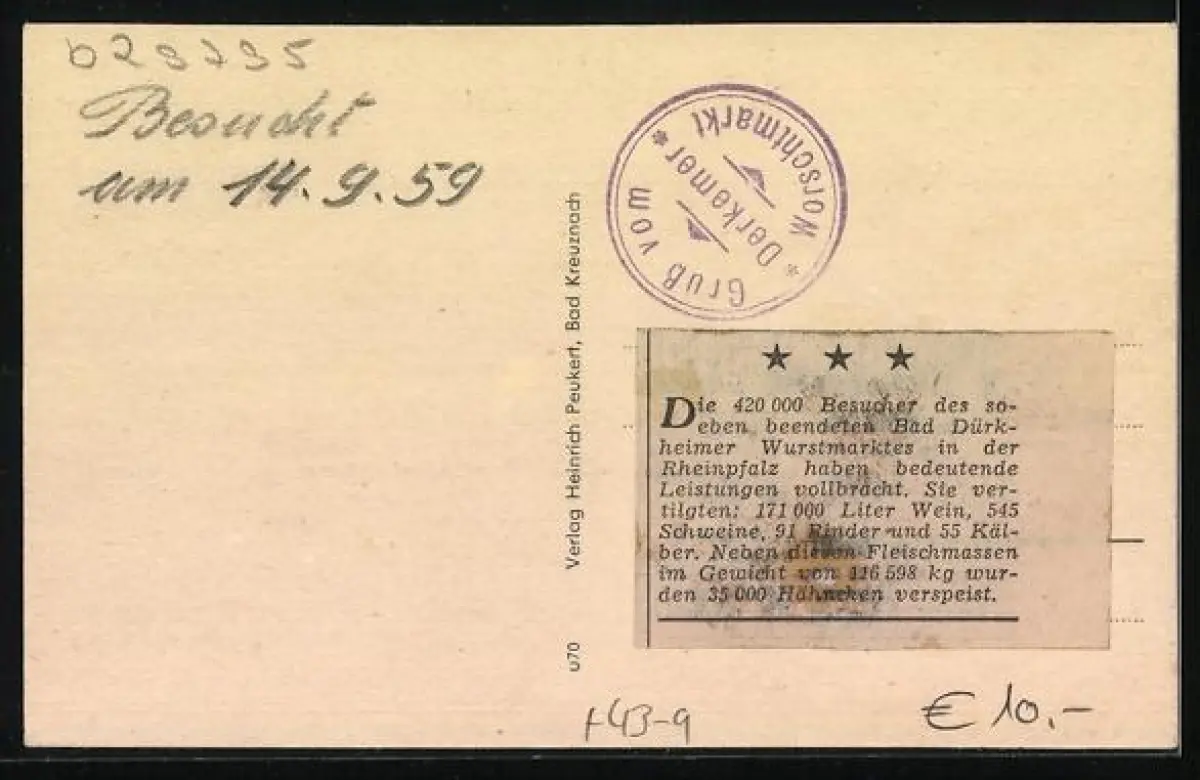 029735
Besucht
am 14.9.59
Gruß vom
* Derkemer *
Worschtmarkt
Verlag Heinrich Peukert, Bad Kreuznach
U70
★ ★ ★
Die 420 000 Besucher des so-
eben beendeten Bad Dürk-
heimer Wurstmarktes in der
Rheinpfalz haben bedeutende
Leistungen vollbracht. Sie ver-
tilgten: 171 000 Liter Wein, 545
Schweine, 91 Rinder und 55 Käl-
ber. Neben diesen Fleischmassen
im Gewicht von 116 598 kg wur-
den 35 000 Hähnchen verspeist.
+43-9
€ 10.-